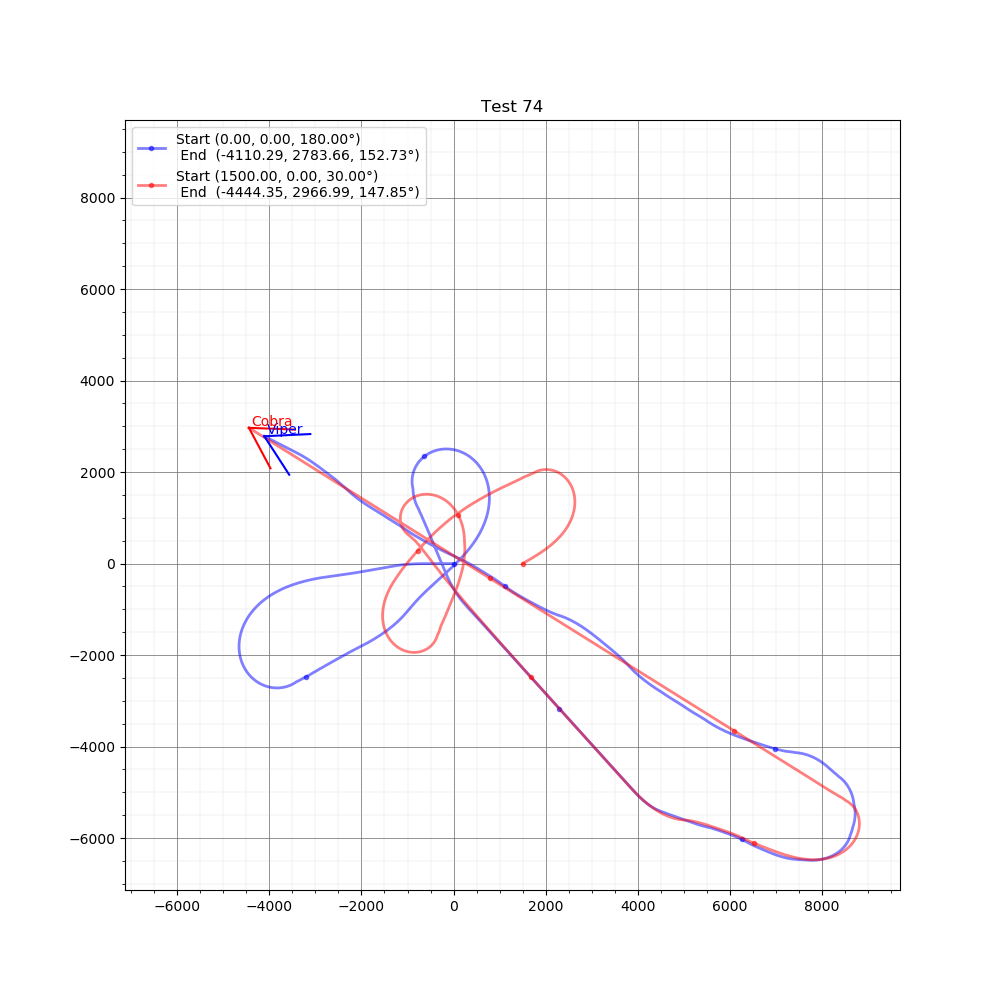 Test 74
Start (0.00, 0.00, 180.00°)
End (-4110.29, 2783.66, 152.73°)
Start (1500.00, 0.00, 30.00°)
End (-4444.35, 2966.99, 147.85°)
8000
6000
4000
2000
0
−2000
−4000
−6000
Cobra
Viper
−6000 −4000 −2000 0 2000 4000 6000 8000